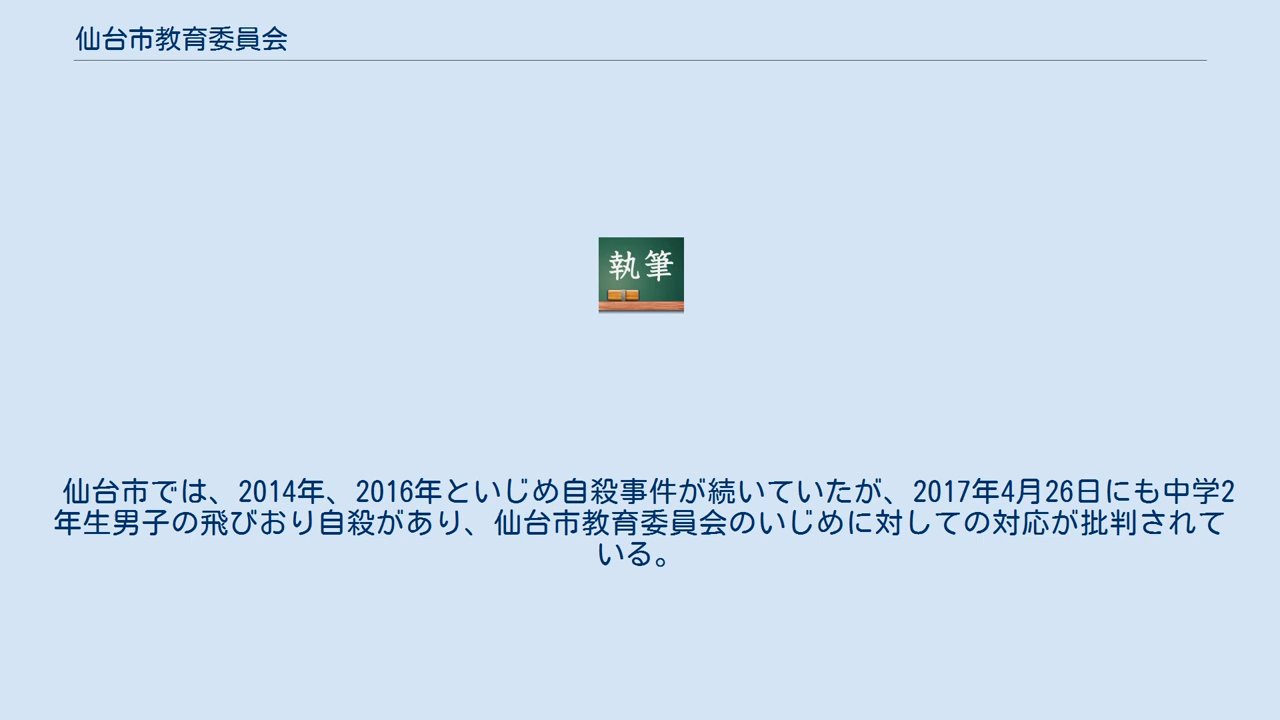 仙台市教育委員会
執筆
仙台市では、2014年、2016年といじめ自殺事件が続いていたが、2017年4月26日にも中学2
年生男子の飛びおり自殺があり、仙台市教育委員会のいじめに対しての対応が批判されて
いる。